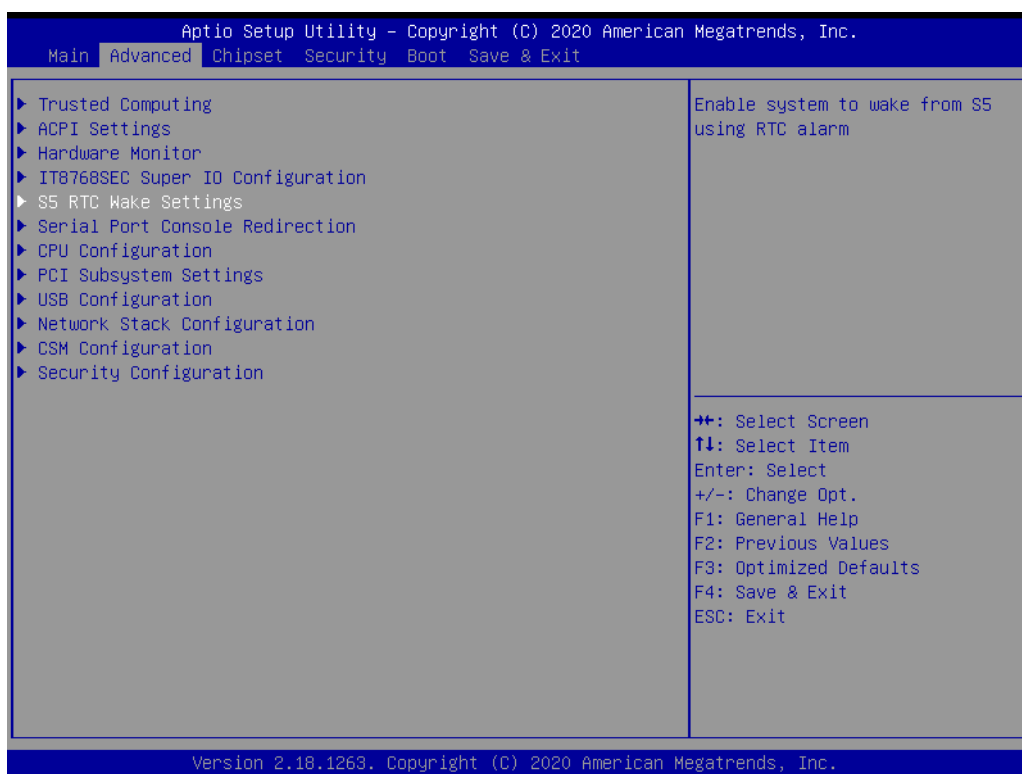 Aptio Setup Utility – Copyright (C) 2020 American Megatrends, Inc.
Main Advanced Chipset Security Boot Save & Exit
▶ Trusted Computing
▶ ACPI Settings
▶ Hardware Monitor
▶ IT8768SEC Super IO Configuration
▶ S5 RTC Wake Settings
▶ Serial Port Console Redirection
▶ CPU Configuration
▶ PCI Subsystem Settings
▶ USB Configuration
▶ Network Stack Configuration
▶ CSM Configuration
▶ Security Configuration
Enable system to wake from S5
using RTC alarm
→←: Select Screen
↑↓: Select Item
Enter: Select
+/-: Change Opt.
F1: General Help
F2: Previous Values
F3: Optimized Defaults
F4: Save & Exit
ESC: Exit
Version 2.18.1263. Copyright (C) 2020 American Megatrends, Inc.